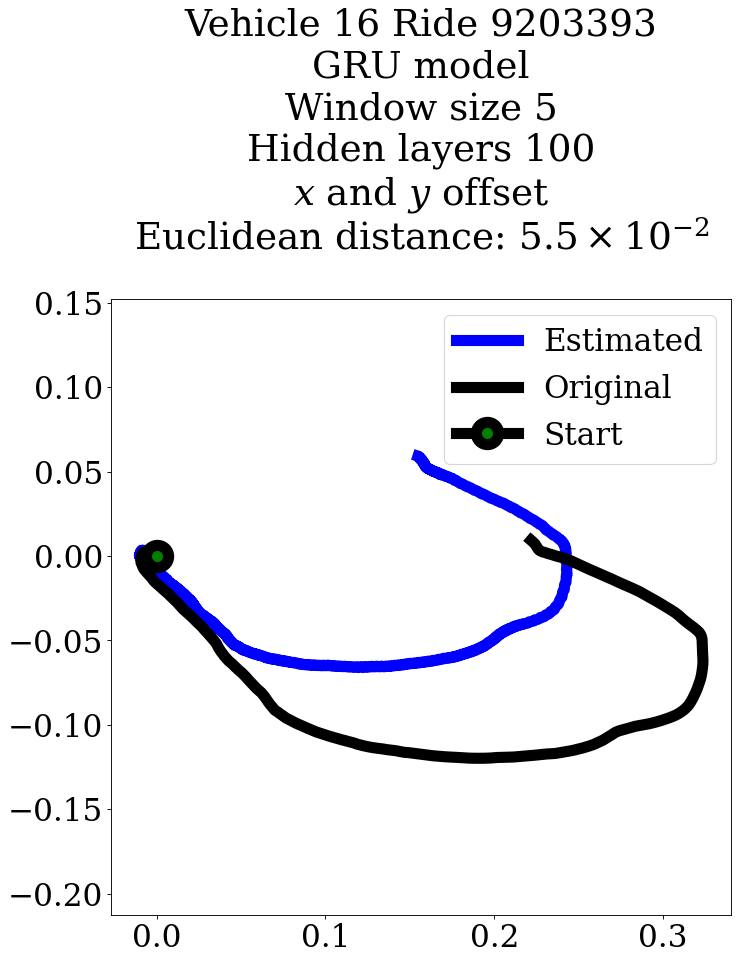 Vehicle 16 Ride 9203393
GRU model
Window size 5
Hidden layers 100
x and y offset
Euclidean distance: 5.5 × 10⁻²
Estimated
Original
Start
0.15
0.10
0.05
0.00
−0.05
−0.10
−0.15
−0.20
0.0 0.1 0.2 0.3